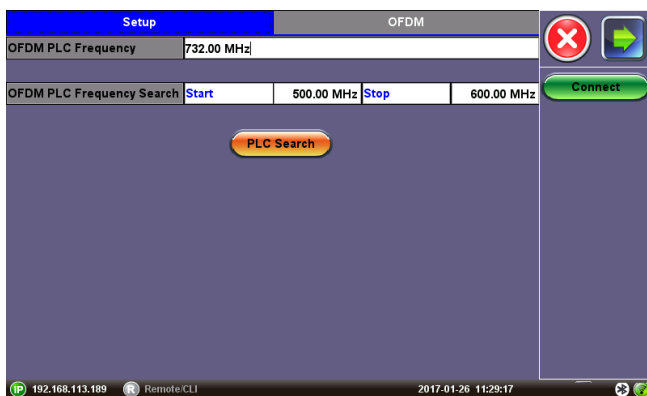 Setup OFDM
OFDM PLC Frequency 732.00 MHz
Connect
OFDM PLC Frequency Search Start 500.00 MHz Stop 600.00 MHz
PLC Search
IP 192.168.113.189 R Remote/CLI 2017-01-26 11:29:17